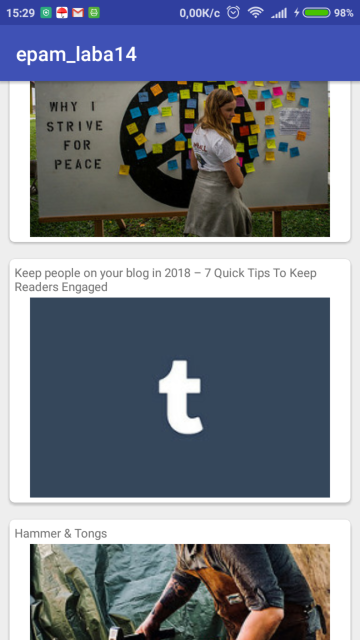 15:29 0,00K/c 98%
epam_laba14
WHY I
STRIVE
FOR
PEACE
Keep people on your blog in 2018 – 7 Quick Tips To Keep
Readers Engaged
t
Hammer & Tongs